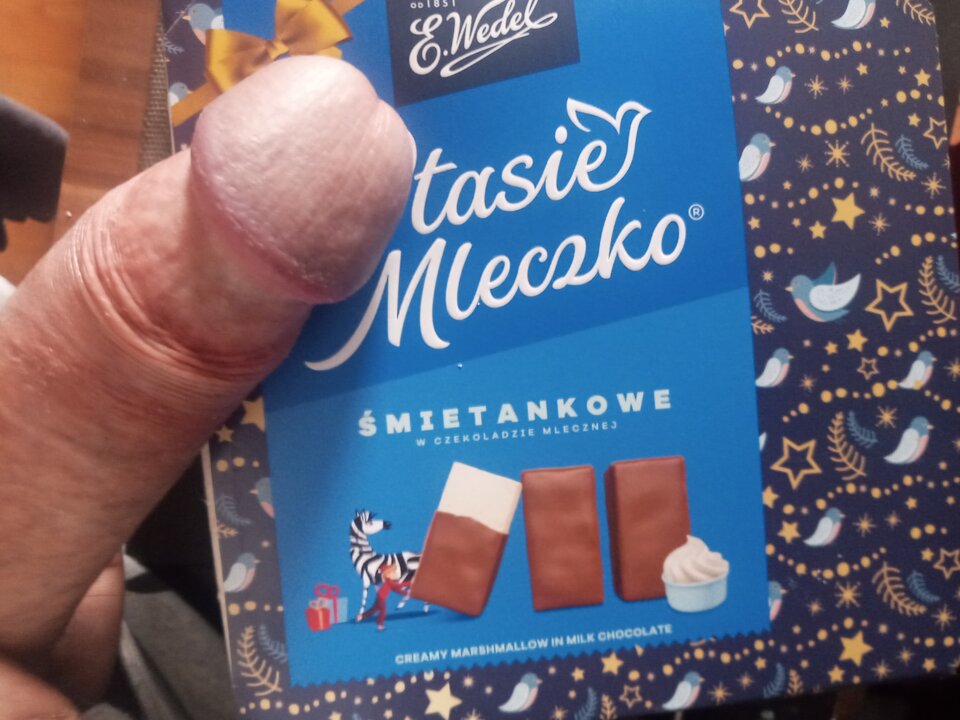 OD 1851
E.Wedel
tasie
Mleczko®
ŚMIETANKOWE
W CZEKOLADZIE MLECZNEJ
CREAMY MARSHMALLOW IN MILK CHOCOLATE